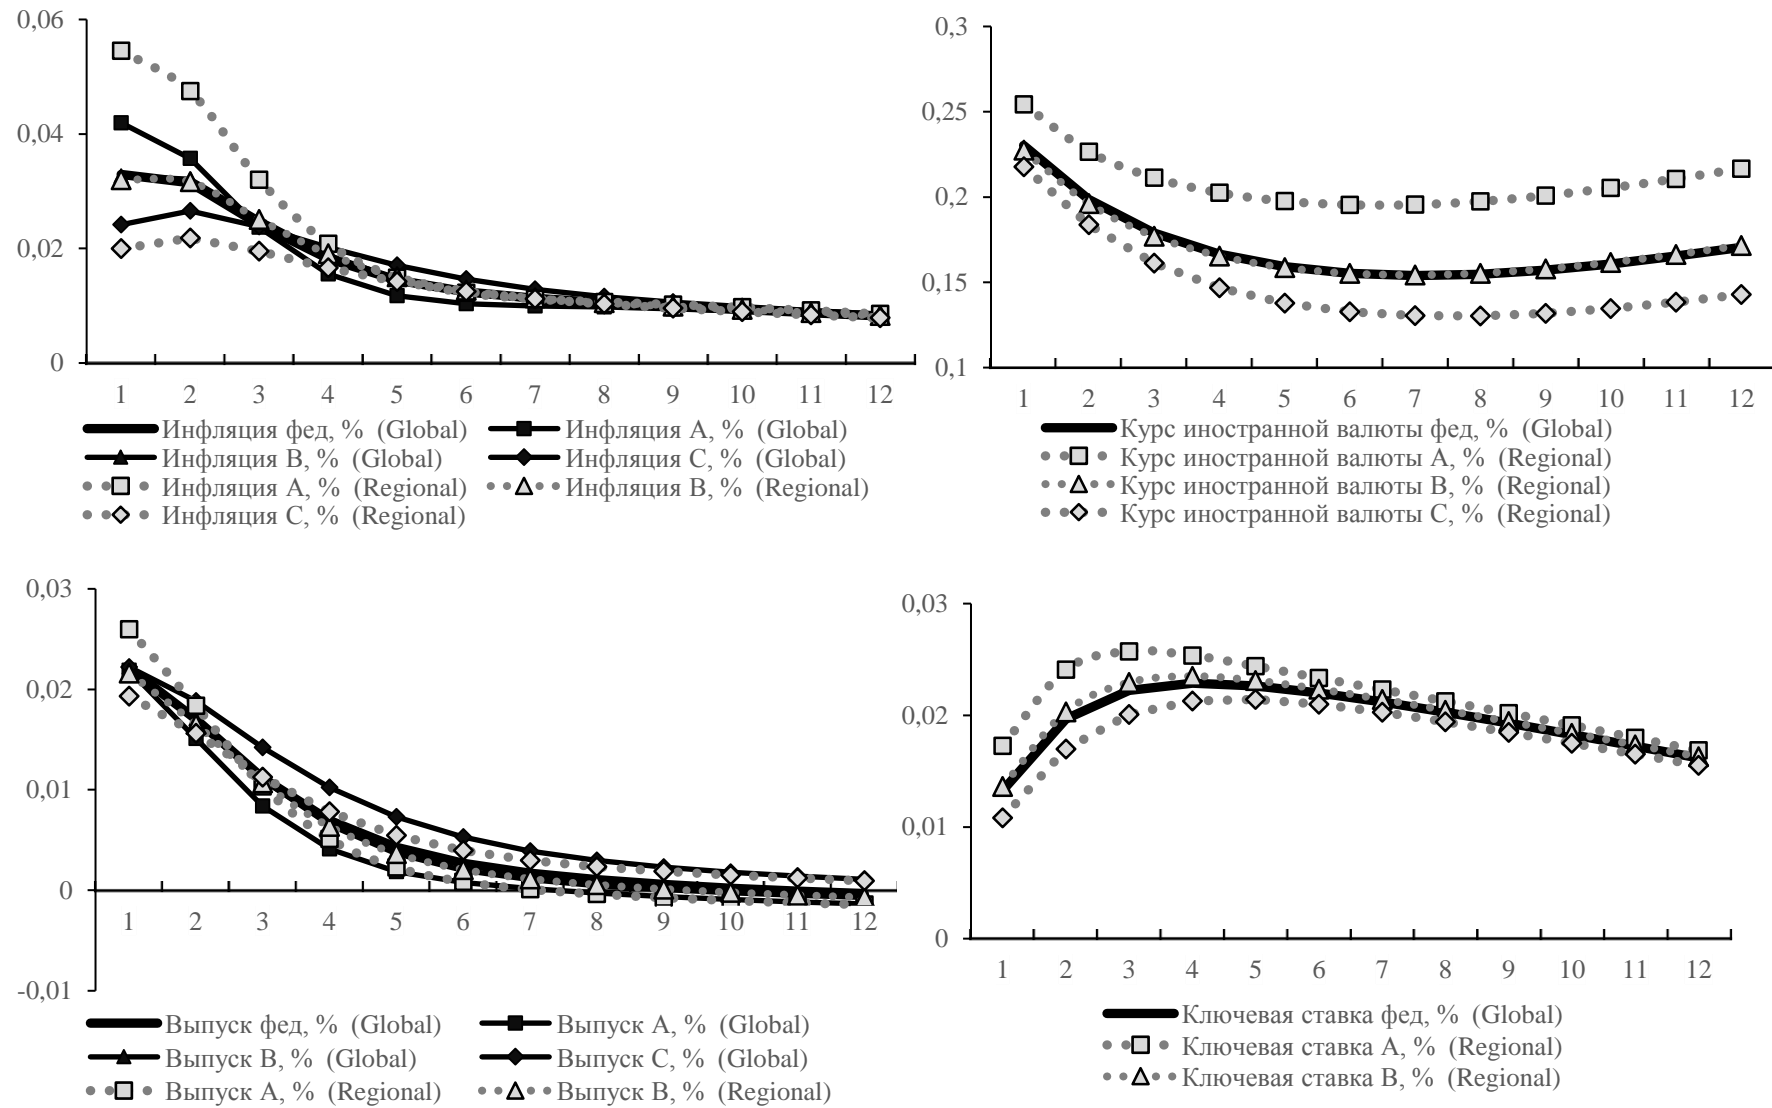 0,06
0,04
0,02
0
1 2 3 4 5 6 7 8 9 10 11 12
Инфляция фед, % (Global)
Инфляция A, % (Global)
Инфляция B, % (Global)
Инфляция C, % (Global)
Инфляция A, % (Regional)
Инфляция B, % (Regional)
Инфляция C, % (Regional)
0,3
0,25
0,2
0,15
0,1
1 2 3 4 5 6 7 8 9 10 11 12
Курс иностранной валюты фед, % (Global)
Курс иностранной валюты A, % (Regional)
Курс иностранной валюты B, % (Regional)
Курс иностранной валюты C, % (Regional)
0,03
0,02
0,01
0
-0,01
1 2 3 4 5 6 7 8 9 10 11 12
Выпуск фед, % (Global)
Выпуск A, % (Global)
Выпуск B, % (Global)
Выпуск C, % (Global)
Выпуск A, % (Regional)
Выпуск B, % (Regional)
0,03
0,02
0,01
0
1 2 3 4 5 6 7 8 9 10 11 12
Ключевая ставка фед, % (Global)
Ключевая ставка A, % (Regional)
Ключевая ставка B, % (Regional)